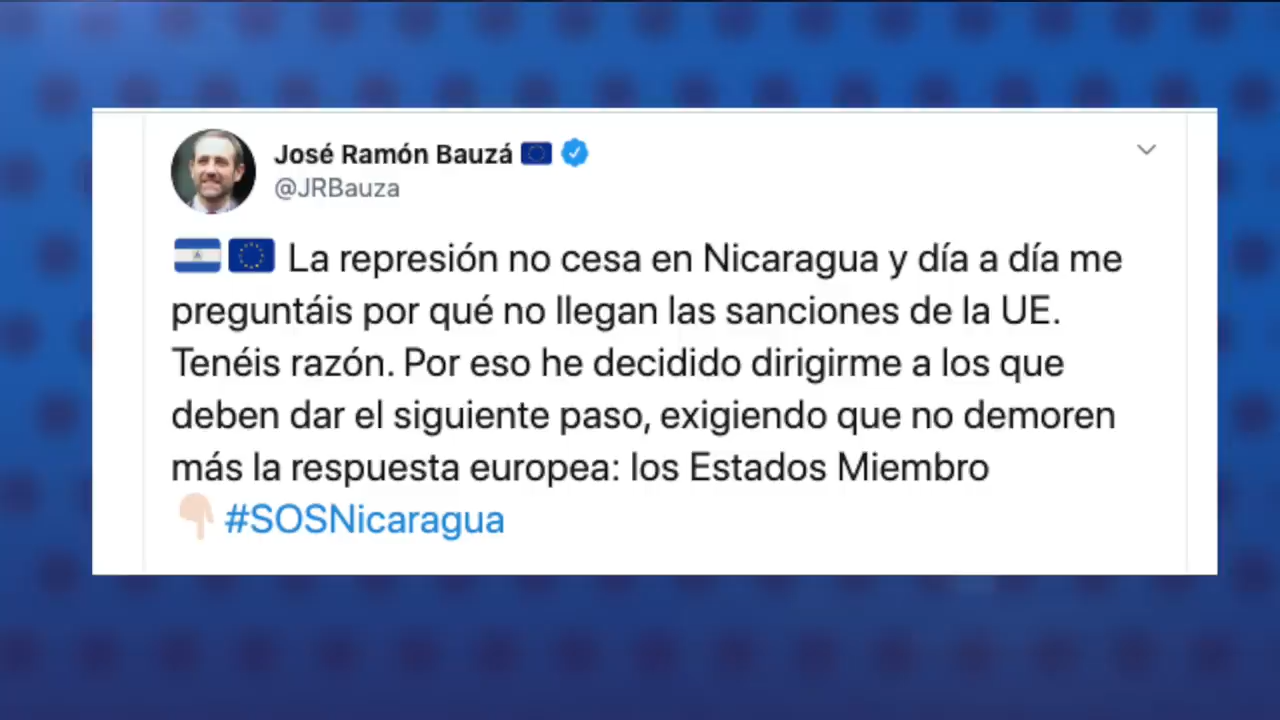 José Ramón Bauzá 🇪🇺
@JRBauza
🇳🇮🇪🇺 La represión no cesa en Nicaragua y día a día me
preguntáis por qué no llegan las sanciones de la UE.
Tenéis razón. Por eso he decidido dirigirme a los que
deben dar el siguiente paso, exigiendo que no demoren
más la respuesta europea: los Estados Miembro
👇🏻 #SOSNicaragua